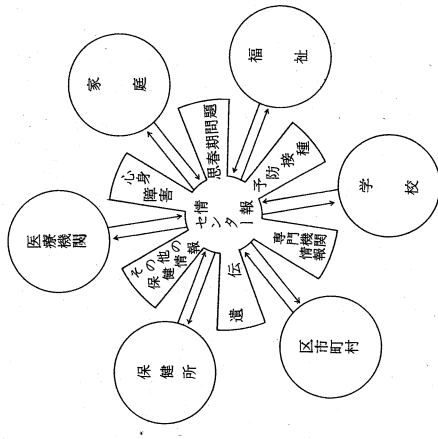 医療機関
家庭
福祉
学校
区市町村
保健所
心身
障害
思春期問題
予防
接種
専門
情報
機関
遺伝
その他の
保健情報
情報
センター